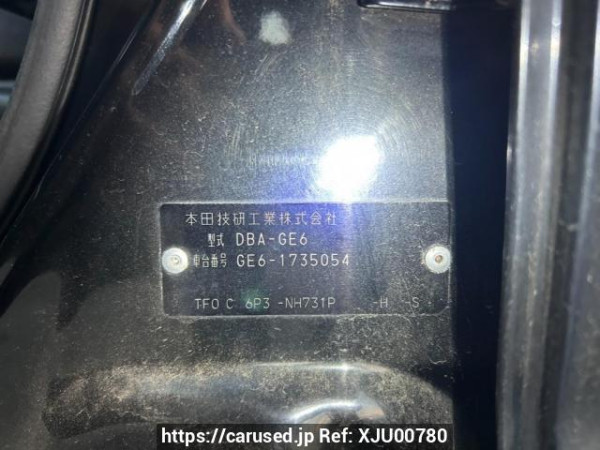 本田技研工業株式会社
型式 DBA-GE6
車台番号 GE6-1735054
TF0 C 6P3 -NH731P -H -S
https://carused.jp Ref: XJU00780